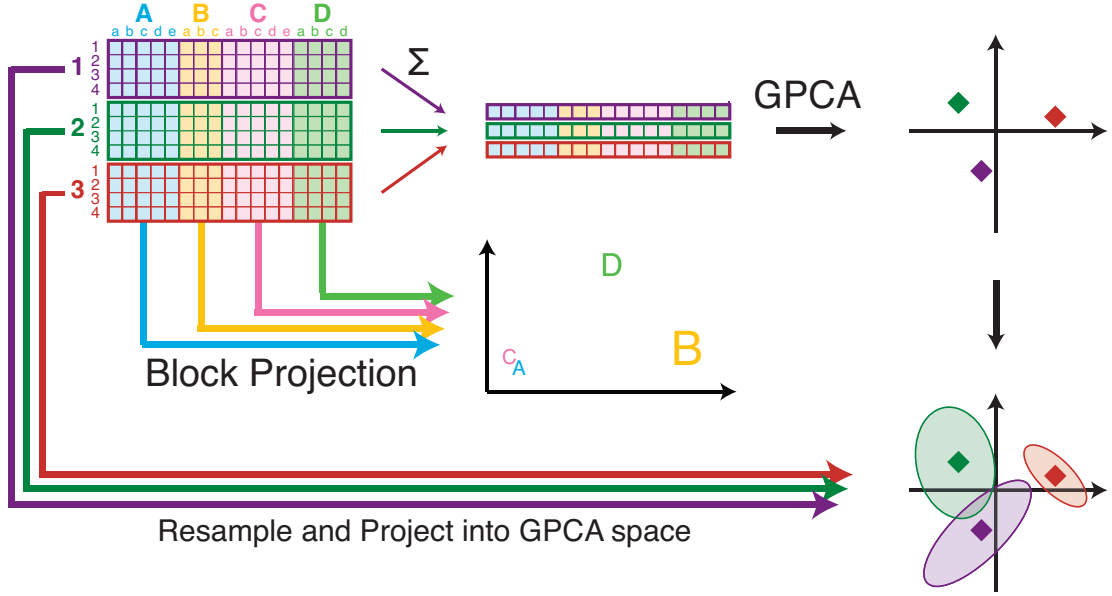 A B C D
a b c d e a b c a b c d e a b c d
1
1
2
3
4
Σ
2
1
2
3
4
3
1
2
3
4
GPCA
D
B
C
A
Block Projection
Resample and Project into GPCA space